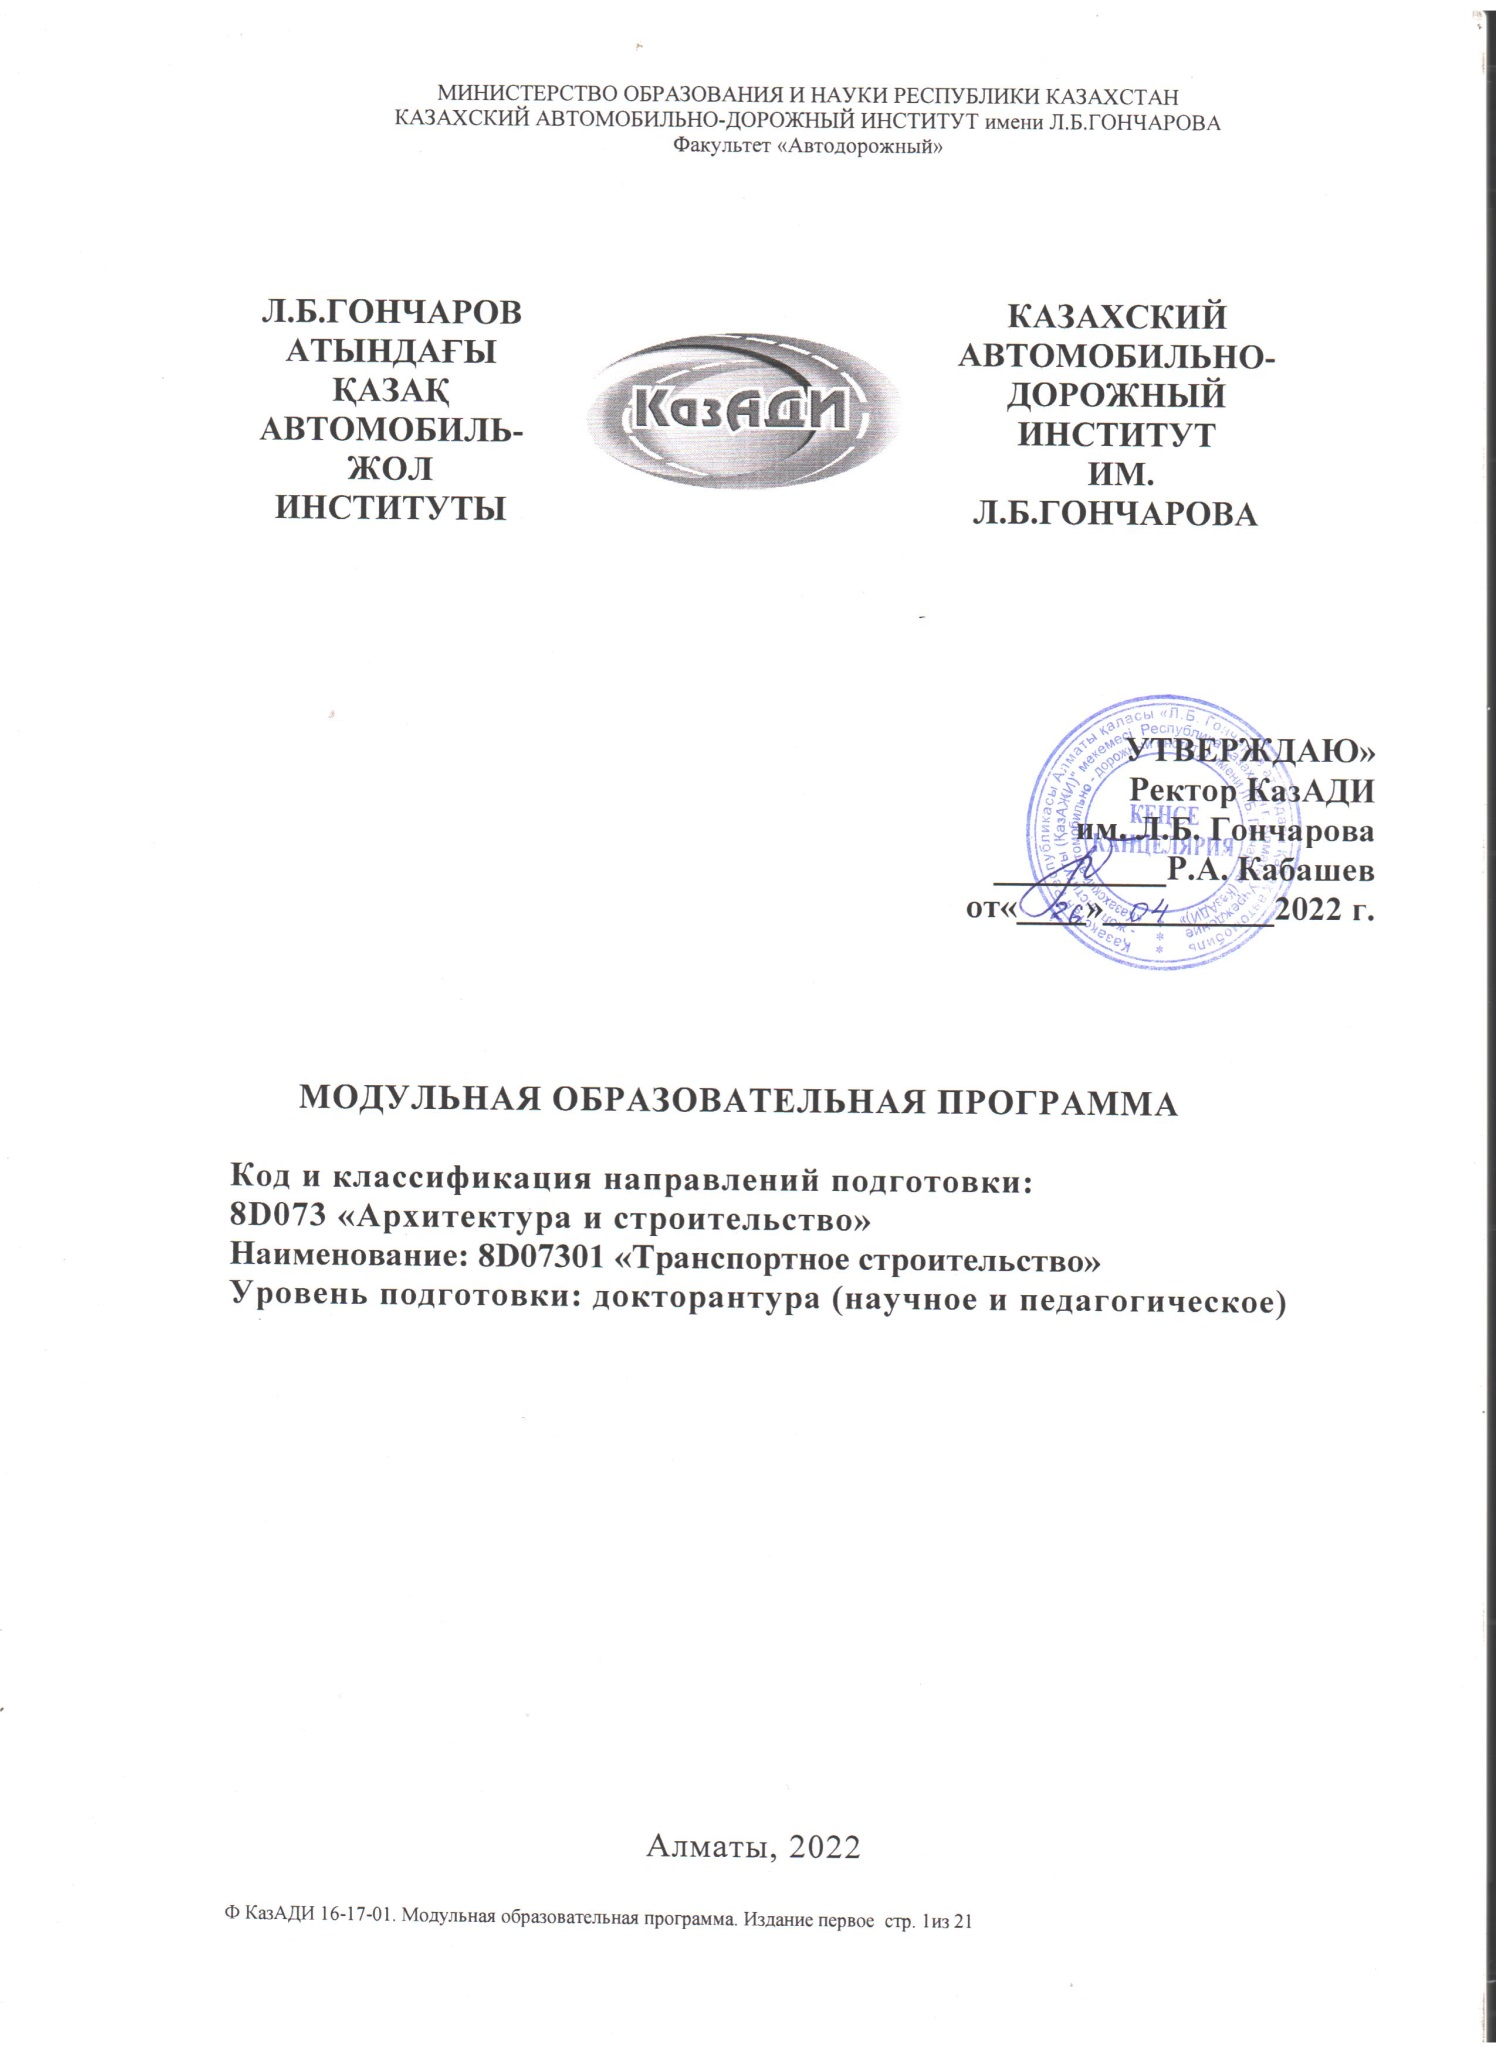 МИНИСТЕРСТВО ОБРАЗОВАНИЯ И НАУКИ РЕСПУБЛИКИ КАЗАХСТАН
КАЗАХСКИЙ АВТОМОБИЛЬНО-ДОРОЖНЫЙ ИНСТИТУТ имени Л.Б.ГОНЧАРОВА
Факультет «Автодорожный»
Л.Б.ГОНЧАРОВ
АТЫНДАҒЫ
ҚАЗАҚ
АВТОМОБИЛЬ-
ЖОЛ
ИНСТИТУТЫ
КазАДИ
КАЗАХСКИЙ
АВТОМОБИЛЬНО-
ДОРОЖНЫЙ
ИНСТИТУТ
ИМ.
Л.Б.ГОНЧАРОВА
УТВЕРЖДАЮ»
Ректор КазАДИ
им. Л.Б. Гончарова
Р.А. Кабашев
от« 26 » 04 2022 г.
КЕҢСЕ
КАНЦЕЛЯРИЯ
МОДУЛЬНАЯ ОБРАЗОВАТЕЛЬНАЯ ПРОГРАММА
Код и классификация направлений подготовки:
8D073 «Архитектура и строительство»
Наименование: 8D07301 «Транспортное строительство»
Уровень подготовки: докторантура (научное и педагогическое)
Алматы, 2022
Ф КазАДИ 16-17-01. Модульная образовательная программа. Издание первое стр. 1из 21